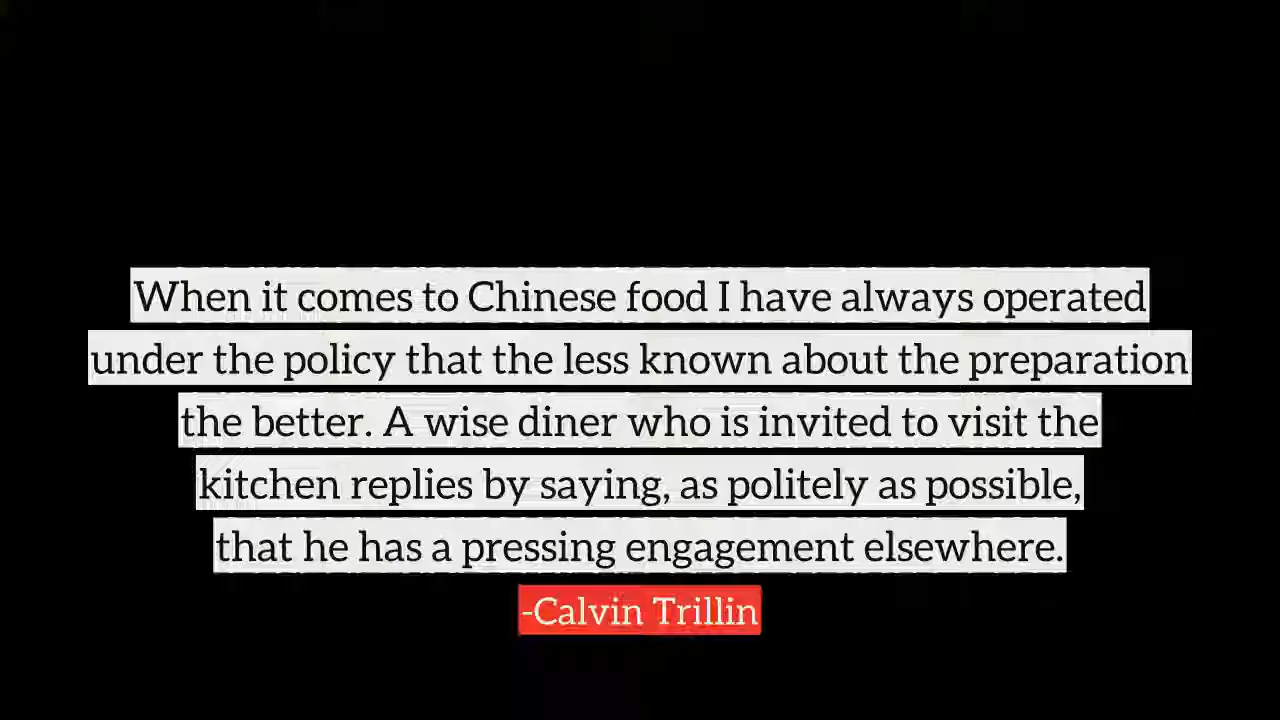 When it comes to Chinese food I have always operated
under the policy that the less known about the preparation
the better. A wise diner who is invited to visit the
kitchen replies by saying, as politely as possible,
that he has a pressing engagement elsewhere.
-Calvin Trillin